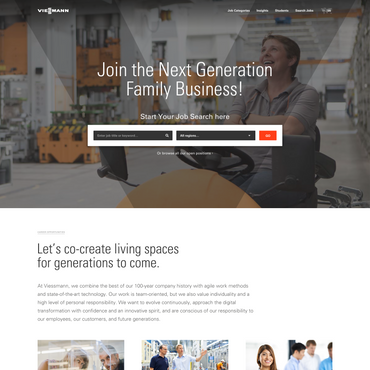 VIESSMANN
Job Categories Insights Students Search Jobs
Join the Next Generation
Family Business!
Start Your Job Search here
Enter job title or keyword... All regions... GO
Or browse all our open positions ›
Let's co-create living spaces
for generations to come.
At Viessmann, we combine the best of our 100-year company history with agile work methods
and state-of-the-art technology. Our work is team-oriented, but we also value individuality and a
high level of personal responsibility. We want to evolve continuously, approach the digital
transformation with confidence and an innovative spirit, and are conscious of our responsibility to
our employees, our customers, and future generations.